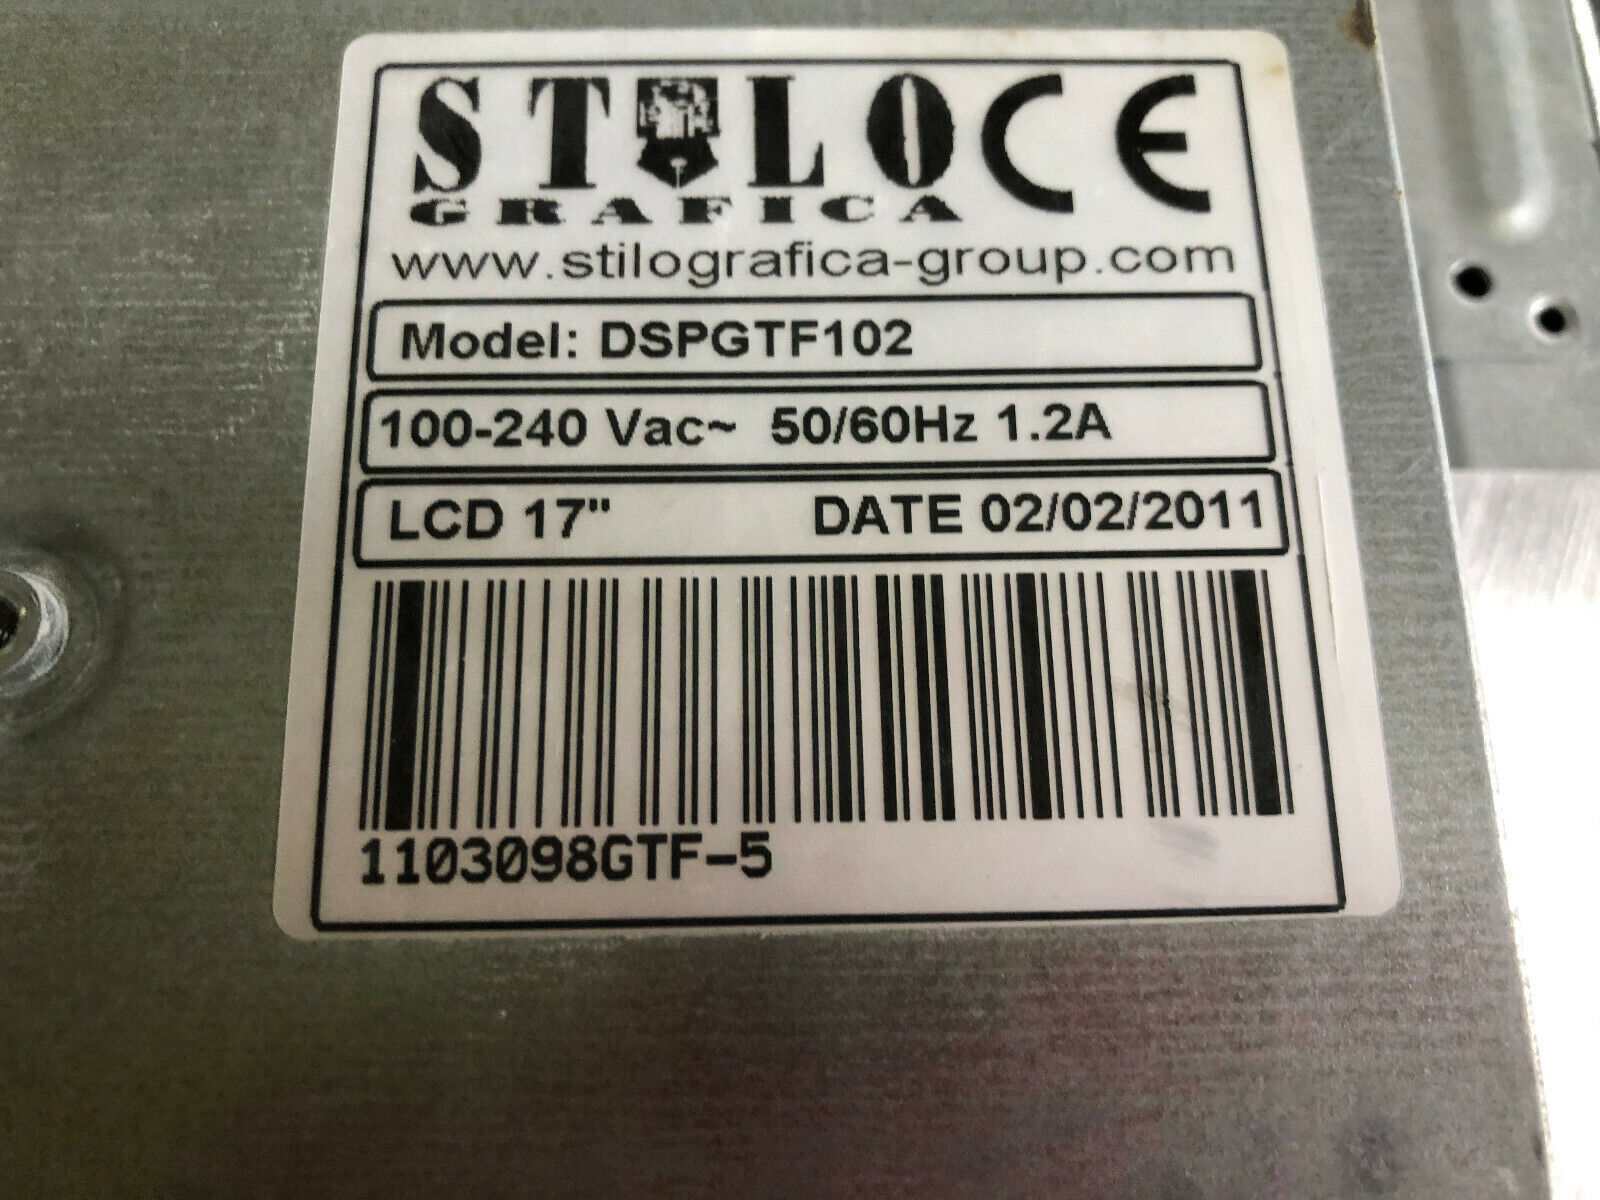 STILO CE
GRAFICA
www.stilografica-group.com
Model: DSPGTF102
100-240 Vac~ 50/60Hz 1.2A
LCD 17" DATE 02/02/2011
1103098GTF-5